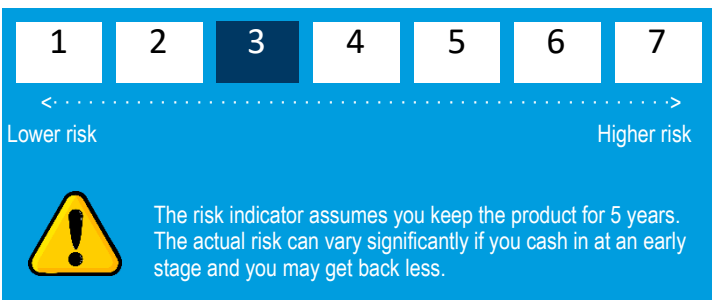 1 2 3 4 5 6 7
Lower risk Higher risk
The risk indicator assumes you keep the product for 5 years.
The actual risk can vary significantly if you cash in at an early
stage and you may get back less.